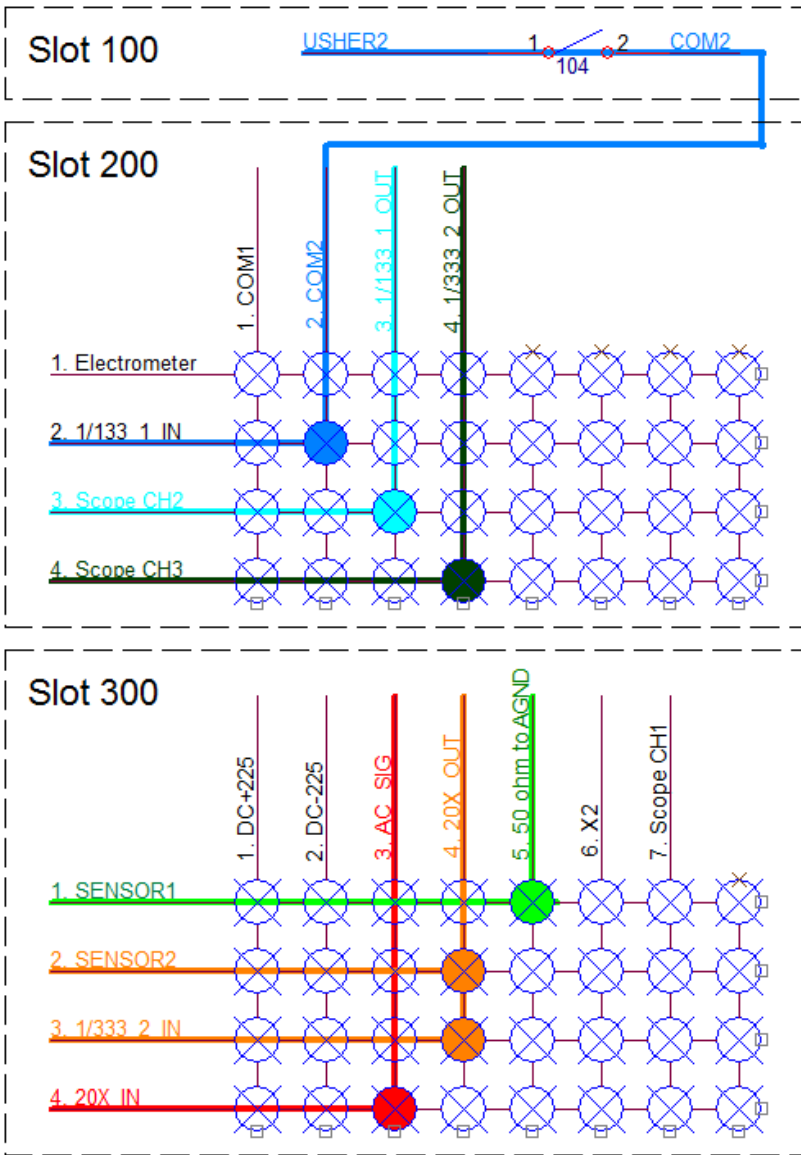 Slot 100
USHER2
1
2
COM2
104
Slot 200
1. COM1
2. COM2
3. 1/133_1_OUT
4. 1/333_2_OUT
1. Electrometer
2. 1/133_1_IN
3. Scope CH2
4. Scope CH3
Slot 300
1. DC+225
2. DC-225
3. AC_SIG
4. 20X_OUT
5. 50 ohm to AGND
6. X2
7. Scope CH1
1. SENSOR1
2. SENSOR2
3. 1/333_2_IN
4. 20X_IN